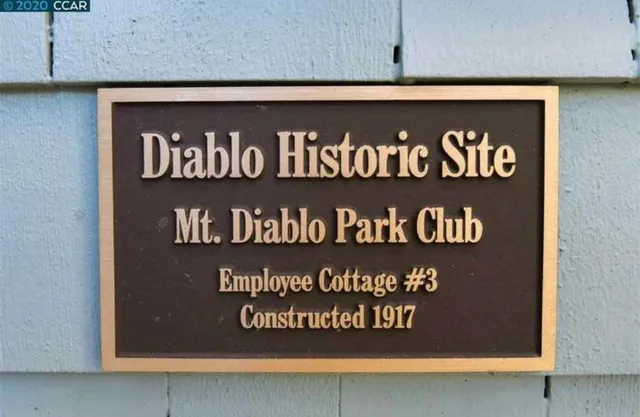 © 2020 CCAR
Diablo Historic Site
Mt. Diablo Park Club
Employee Cottage #3
Constructed 1917